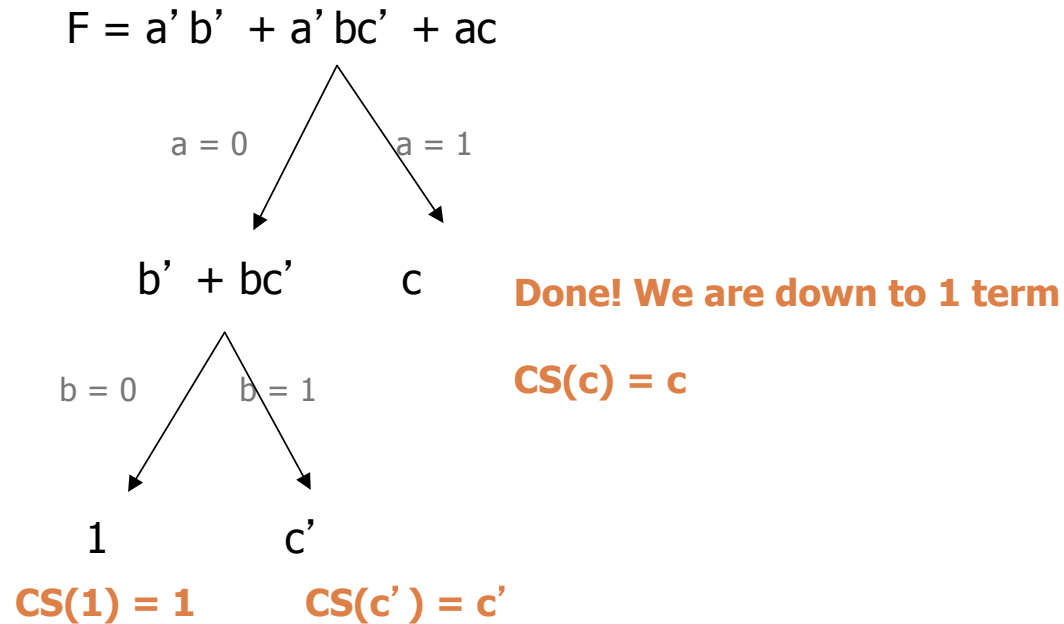 F = a’b’ + a’bc’ + ac
a = 0 a = 1
b’ + bc’ c
Done! We are down to 1 term
CS(c) = c
b = 0 b = 1
1 c’
CS(1) = 1 CS(c’) = c’